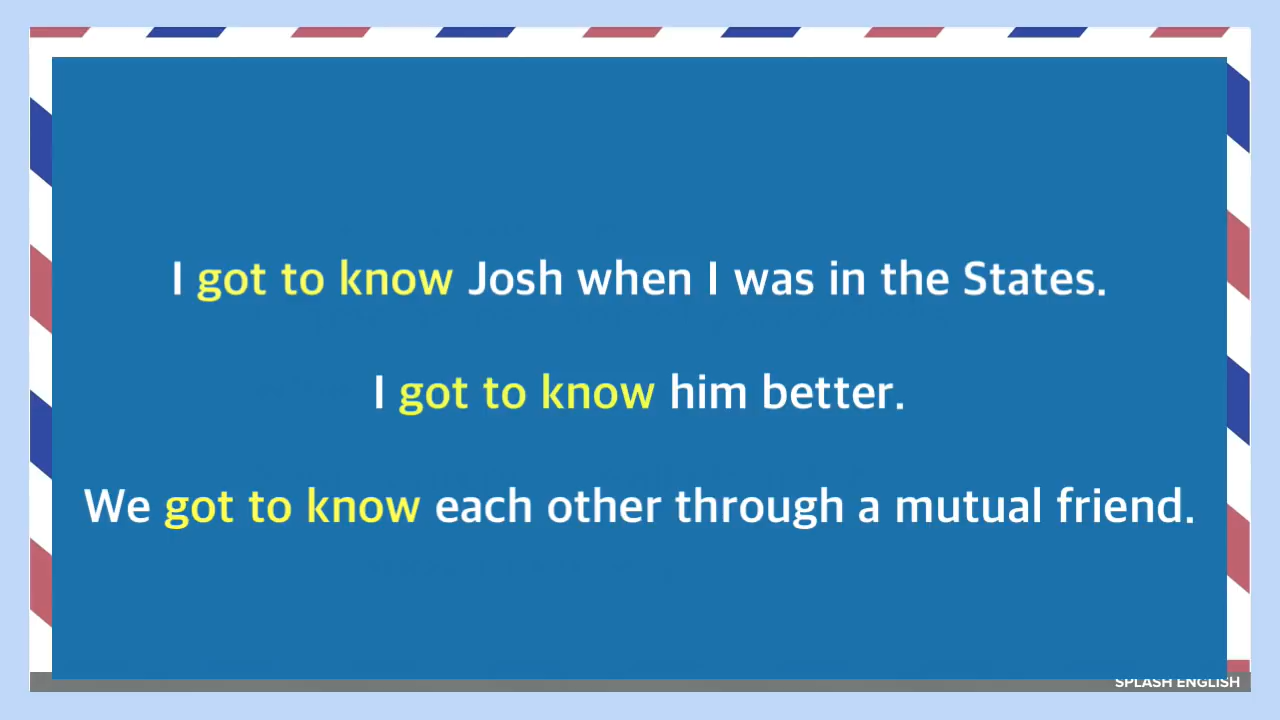 I got to know Josh when I was in the States.
I got to know him better.
We got to know each other through a mutual friend.
SPLASH ENGLISH